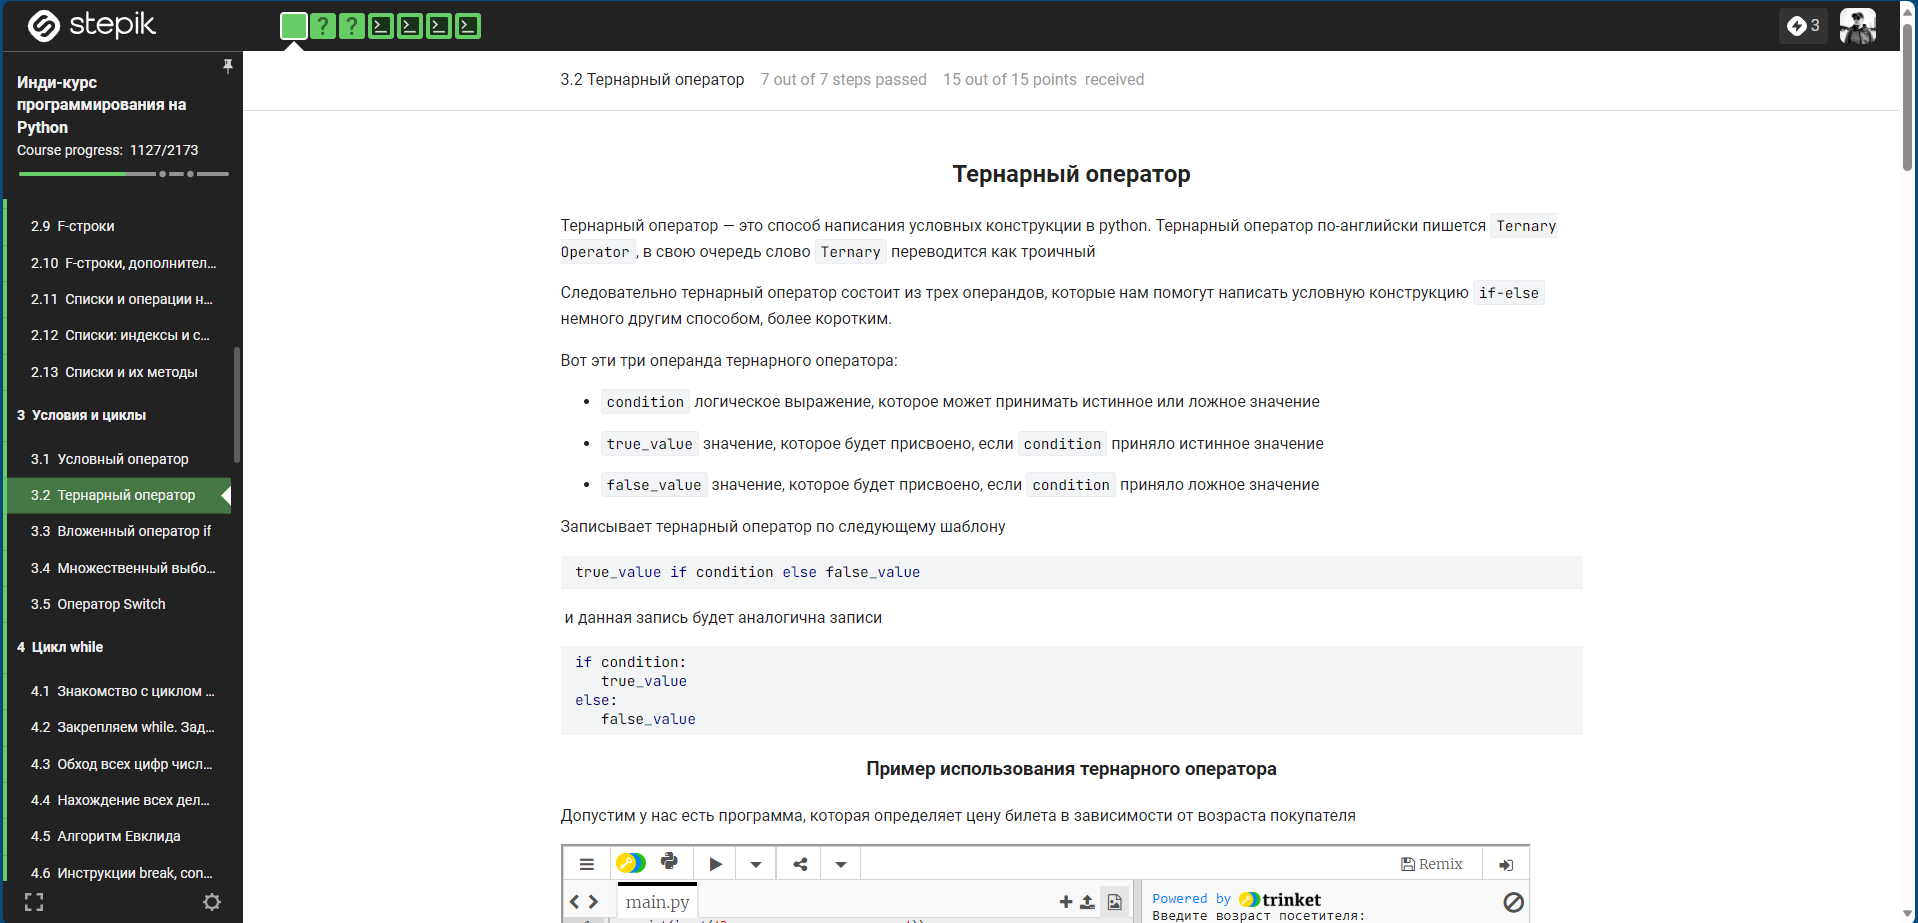 stepik
? ?
3
Инди-курс
программирования на
Python
Course progress: 1127/2173
2.9 F-строки
2.10 F-строки, дополнител...
2.11 Списки и операции н...
2.12 Списки: индексы и с...
2.13 Списки и их методы
3 Условия и циклы
3.1 Условный оператор
3.2 Тернарный оператор
3.3 Вложенный оператор if
3.4 Множественный выбо...
3.5 Оператор Switch
4 Цикл while
4.1 Знакомство с циклом ...
4.2 Закрепляем while. Зад...
4.3 Обход всех цифр числ...
4.4 Нахождение всех дел...
4.5 Алгоритм Евклида
4.6 Инструкции break, con...
3.2 Тернарный оператор 7 out of 7 steps passed 15 out of 15 points received
Тернарный оператор
Тернарный оператор — это способ написания условных конструкции в python. Тернарный оператор по-английски пишется Ternary
Operator , в свою очередь слово Ternary переводится как троичный
Следовательно тернарный оператор состоит из трех операндов, которые нам помогут написать условную конструкцию if-else
немного другим способом, более коротким.
Вот эти три операнда тернарного оператора:
• condition логическое выражение, которое может принимать истинное или ложное значение
• true_value значение, которое будет присвоено, если condition приняло истинное значение
• false_value значение, которое будет присвоено, если condition приняло ложное значение
Записывает тернарный оператор по следующему шаблону
true_value if condition else false_value
и данная запись будет аналогична записи
if condition:
true_value
else:
false_value
Пример использования тернарного оператора
Допустим у нас есть программа, которая определяет цену билета в зависимости от возраста покупателя
Remix
main.py
Powered by trinket
Введите возраст посетителя: